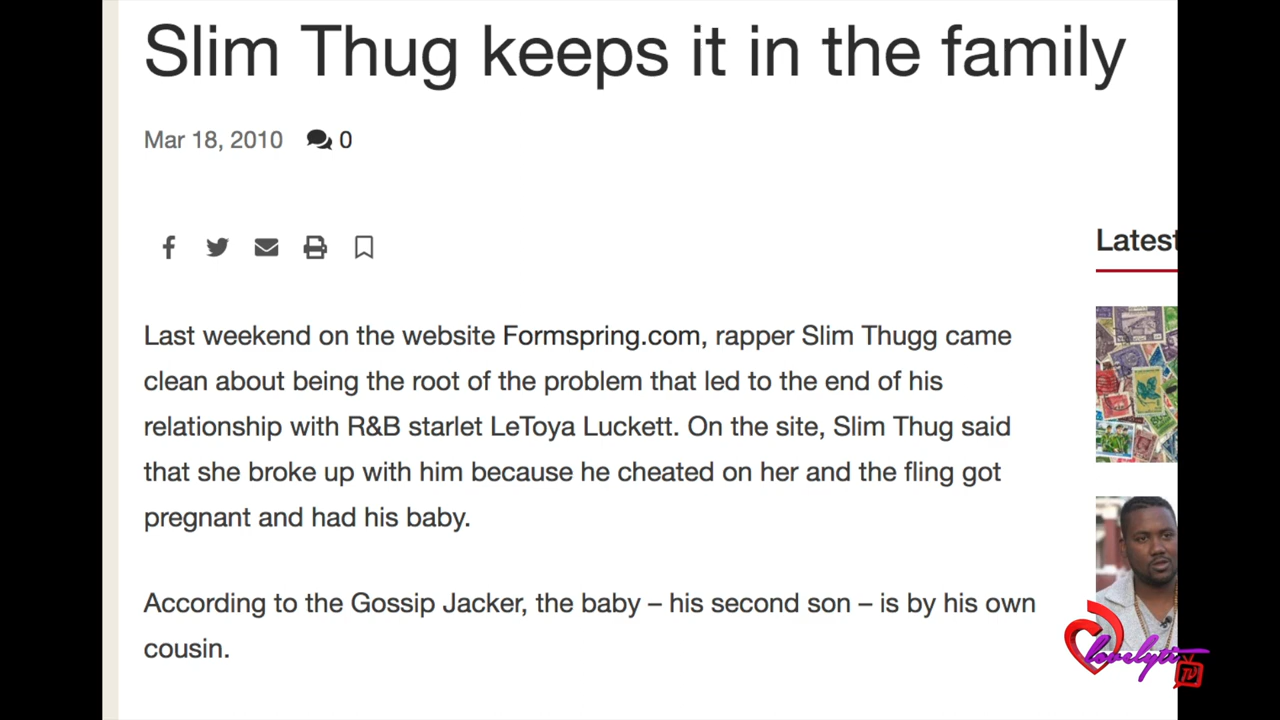 Slim Thug keeps it in the family
Mar 18, 2010 0
Latest
Last weekend on the website Formspring.com, rapper Slim Thugg came
clean about being the root of the problem that led to the end of his
relationship with R&B starlet LeToya Luckett. On the site, Slim Thug said
that she broke up with him because he cheated on her and the fling got
pregnant and had his baby.
According to the Gossip Jacker, the baby – his second son – is by his own
cousin.
lovelyti
TV